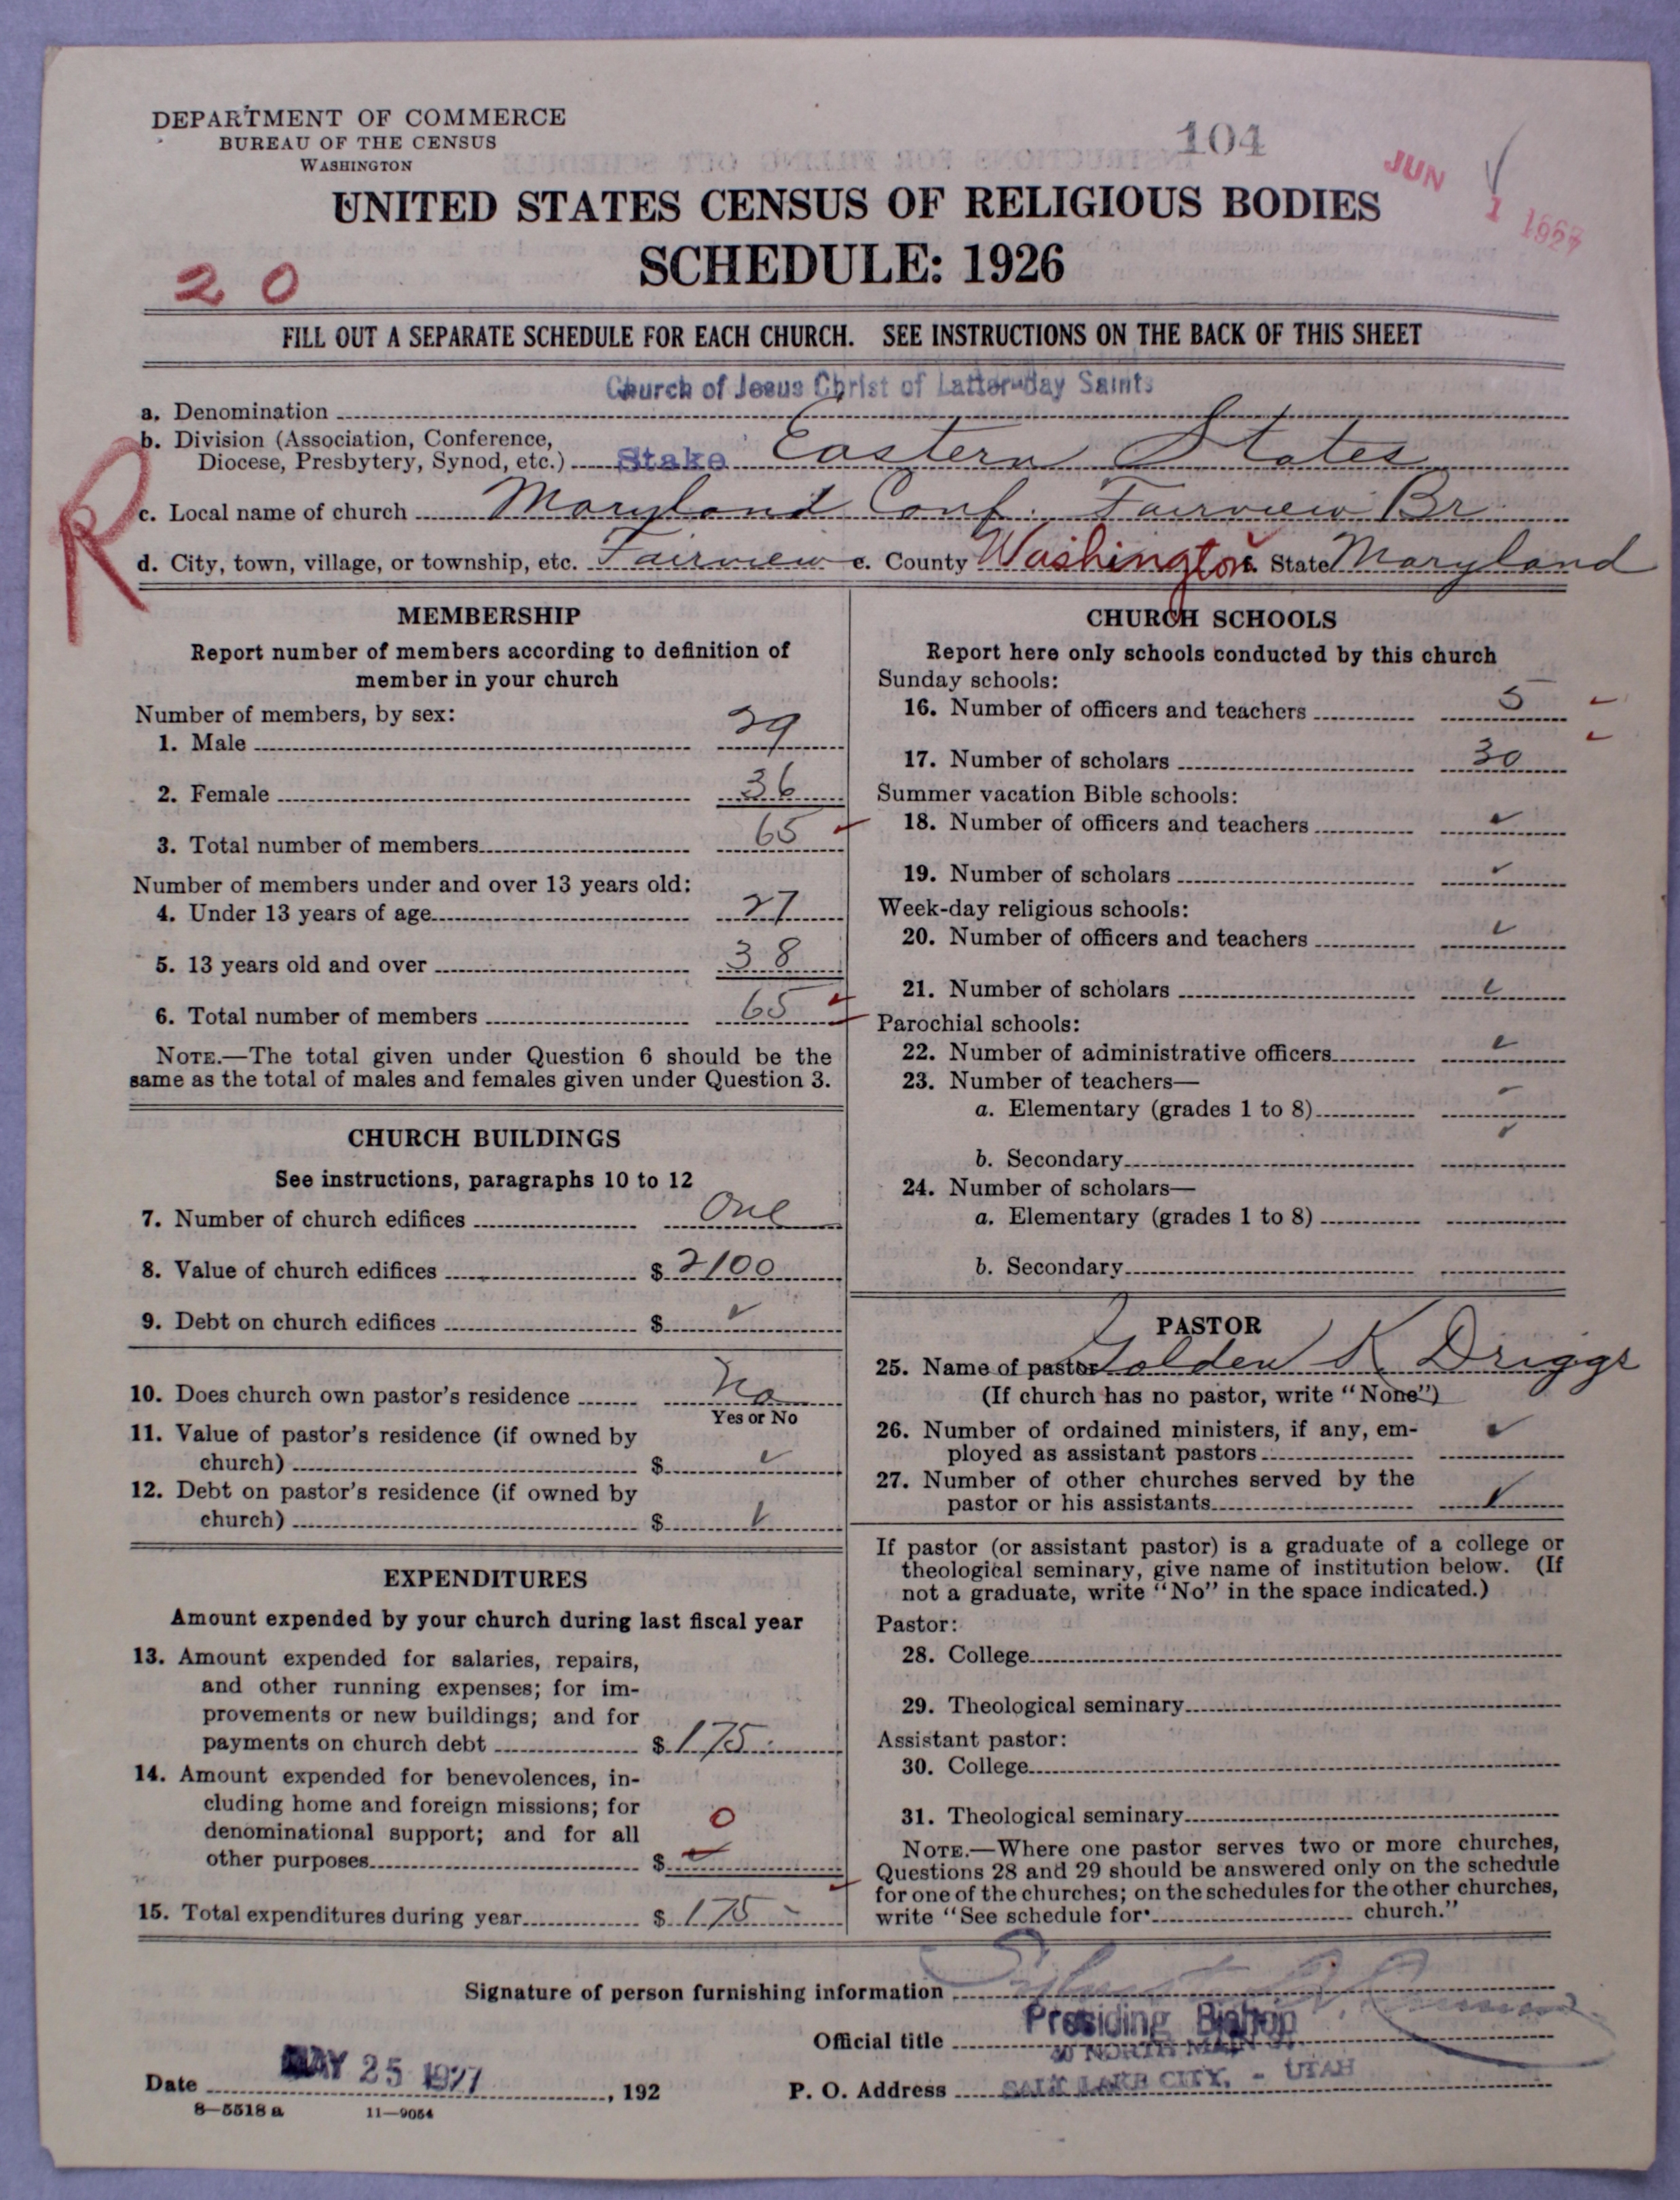 DEPARTMENT OF COMMERCE
BUREAU OF THE CENSUS
WASHINGTON
104
JUN 1 1927
UNITED STATES CENSUS OF RELIGIOUS BODIES
SCHEDULE: 1926
20
FILL OUT A SEPARATE SCHEDULE FOR EACH CHURCH. SEE INSTRUCTIONS ON THE BACK OF THIS SHEET
Church of Jesus Christ of Latter-day Saints
a. Denomination
b. Division (Association, Conference,
Diocese, Presbytery, Synod, etc.) Stake Eastern States
R
c. Local name of church Maryland Conf. Fairview Br
d. City, town, village, or township, etc. Fairview e. County Washington f. State Maryland
MEMBERSHIP
Report number of members according to definition of
member in your church
Number of members, by sex:
1. Male 29
2. Female 36
3. Total number of members 65
Number of members under and over 13 years old:
4. Under 13 years of age 27
5. 13 years old and over 38
6. Total number of members 65
NOTE.—The total given under Question 6 should be the
same as the total of males and females given under Question 3.
CHURCH BUILDINGS
See instructions, paragraphs 10 to 12
7. Number of church edifices One
8. Value of church edifices $ 2100
9. Debt on church edifices $ ✓
10. Does church own pastor's residence No
Yes or No
11. Value of pastor's residence (if owned by
church) $ ✓
12. Debt on pastor's residence (if owned by
church) $ ✓
EXPENDITURES
Amount expended by your church during last fiscal year
13. Amount expended for salaries, repairs,
and other running expenses; for im-
provements or new buildings; and for
payments on church debt $ 175
14. Amount expended for benevolences, in-
cluding home and foreign missions; for
denominational support; and for all 0
other purposes $ ✓
15. Total expenditures during year $ 175
CHURCH SCHOOLS
Report here only schools conducted by this church
Sunday schools:
16. Number of officers and teachers 5
17. Number of scholars 30
Summer vacation Bible schools:
18. Number of officers and teachers ✓
19. Number of scholars ✓
Week-day religious schools:
20. Number of officers and teachers ✓
21. Number of scholars ✓
Parochial schools:
22. Number of administrative officers ✓
23. Number of teachers—
a. Elementary (grades 1 to 8) ✓
b. Secondary ✓
24. Number of scholars—
a. Elementary (grades 1 to 8)
b. Secondary
PASTOR
25. Name of pastor Golden K Driggs
(If church has no pastor, write "None")
26. Number of ordained ministers, if any, em-
ployed as assistant pastors ✓
27. Number of other churches served by the
pastor or his assistants ✓
If pastor (or assistant pastor) is a graduate of a college or
theological seminary, give name of institution below. (If
not a graduate, write "No" in the space indicated.)
Pastor:
28. College
29. Theological seminary
Assistant pastor:
30. College
31. Theological seminary
NOTE.—Where one pastor serves two or more churches,
Questions 28 and 29 should be answered only on the schedule
for one of the churches; on the schedules for the other churches,
write "See schedule for church."
Signature of person furnishing information
Official title Presiding Bishop
40 NORTH MAIN ST.
Date MAY 25 1927, 192
P. O. Address SALT LAKE CITY, - UTAH
8—5518 a 11—9054